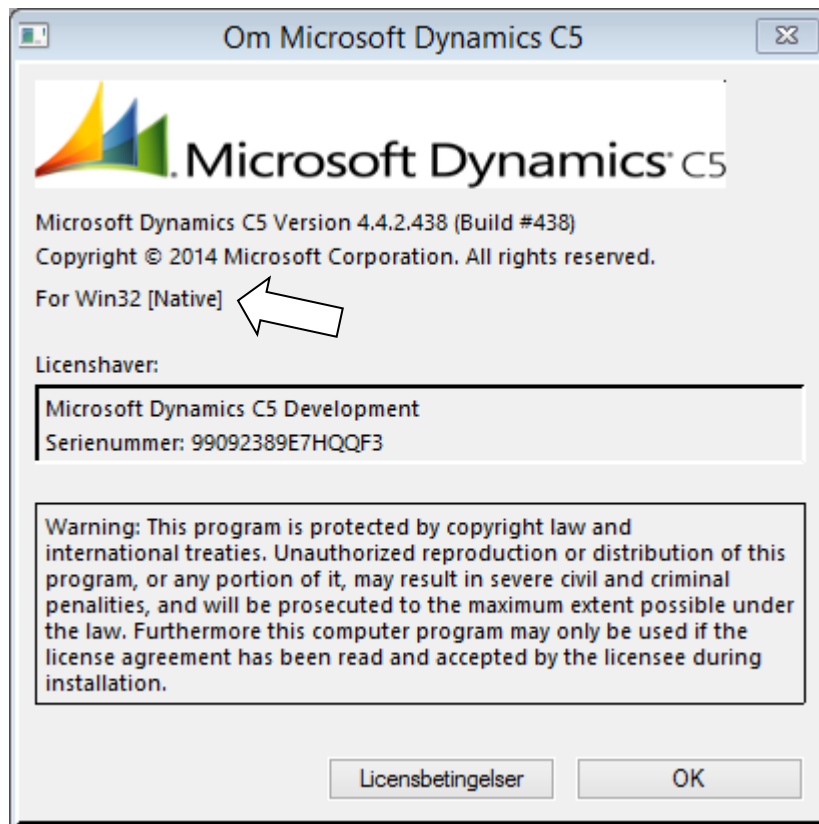 Om Microsoft Dynamics C5
Microsoft Dynamics C5
Microsoft Dynamics C5 Version 4.4.2.438 (Build #438)
Copyright © 2014 Microsoft Corporation. All rights reserved.
For Win32 [Native]
Licenshaver:
Microsoft Dynamics C5 Development
Serienummer: 99092389E7HQQF3
Warning: This program is protected by copyright law and
international treaties. Unauthorized reproduction or distribution of this
program, or any portion of it, may result in severe civil and criminal
penalities, and will be prosecuted to the maximum extent possible under
the law. Furthermore this computer program may only be used if the
license agreement has been read and accepted by the licensee during
installation.
Licensbetingelser
OK